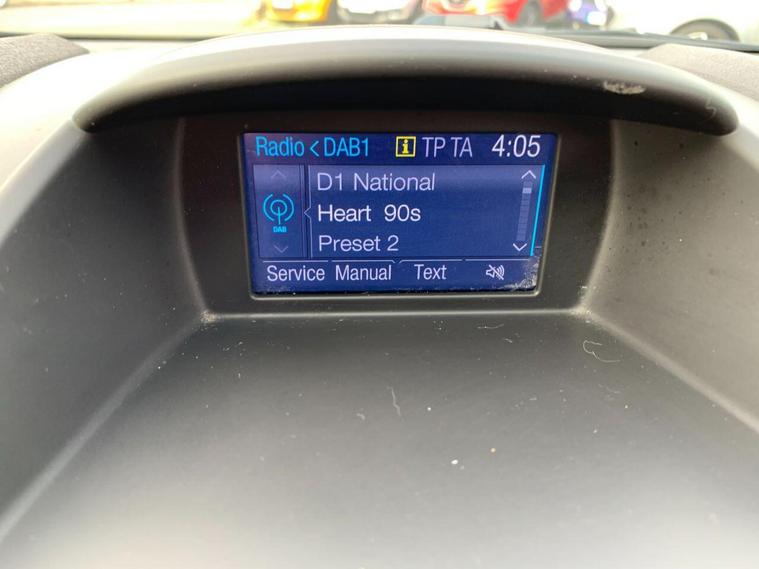 Radio < DAB1 i TP TA 4:05
D1 National
DAB
Heart 90s
Preset 2
Service Manual Text